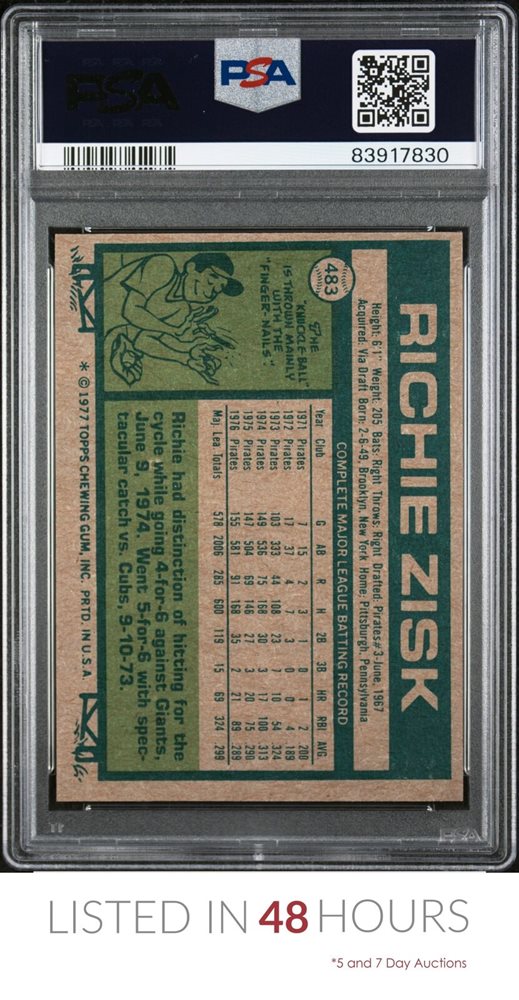 PSA
PSA
83917830
483
RICHIE ZISK
Height: 6'1" Weight: 205 Bats: Right Throws: Right Drafted: Pirates #3-June, 1967
Acquired: Via Draft Born: 2-6-49, Brooklyn, New York Home: Pittsburgh, Pennsylvania
COMPLETE MAJOR LEAGUE BATTING RECORD
Year Club G AB R H 2B 3B HR RBI AVG.
1971 Pirates 7 15 2 3 1 0 1 2 .200
1972 Pirates 17 37 4 7 3 0 0 4 .189
1973 Pirates 103 333 44 108 23 7 10 54 .324
1974 Pirates 149 536 75 168 30 3 17 100 .313
1975 Pirates 147 504 69 146 27 3 20 75 .290
1976 Pirates 155 581 91 168 35 2 21 89 .289
Maj. Lea. Totals 578 2006 285 600 119 15 69 324 .299
THE
"KNUCKLE-BALL"
IS THROWN MAINLY
WITH THE
"FINGER-NAILS".
Richie had distinction of hitting for the
cycle while going 4-for-6 against Giants,
June 9, 1974. Went 5-for-6 with spec-
tacular catch vs. Cubs, 9-10-73.
* © 1977 TOPPS CHEWING GUM, INC. PRTD. IN U.S.A.
PSA
LISTED IN 48 HOURS
*5 and 7 Day Auctions